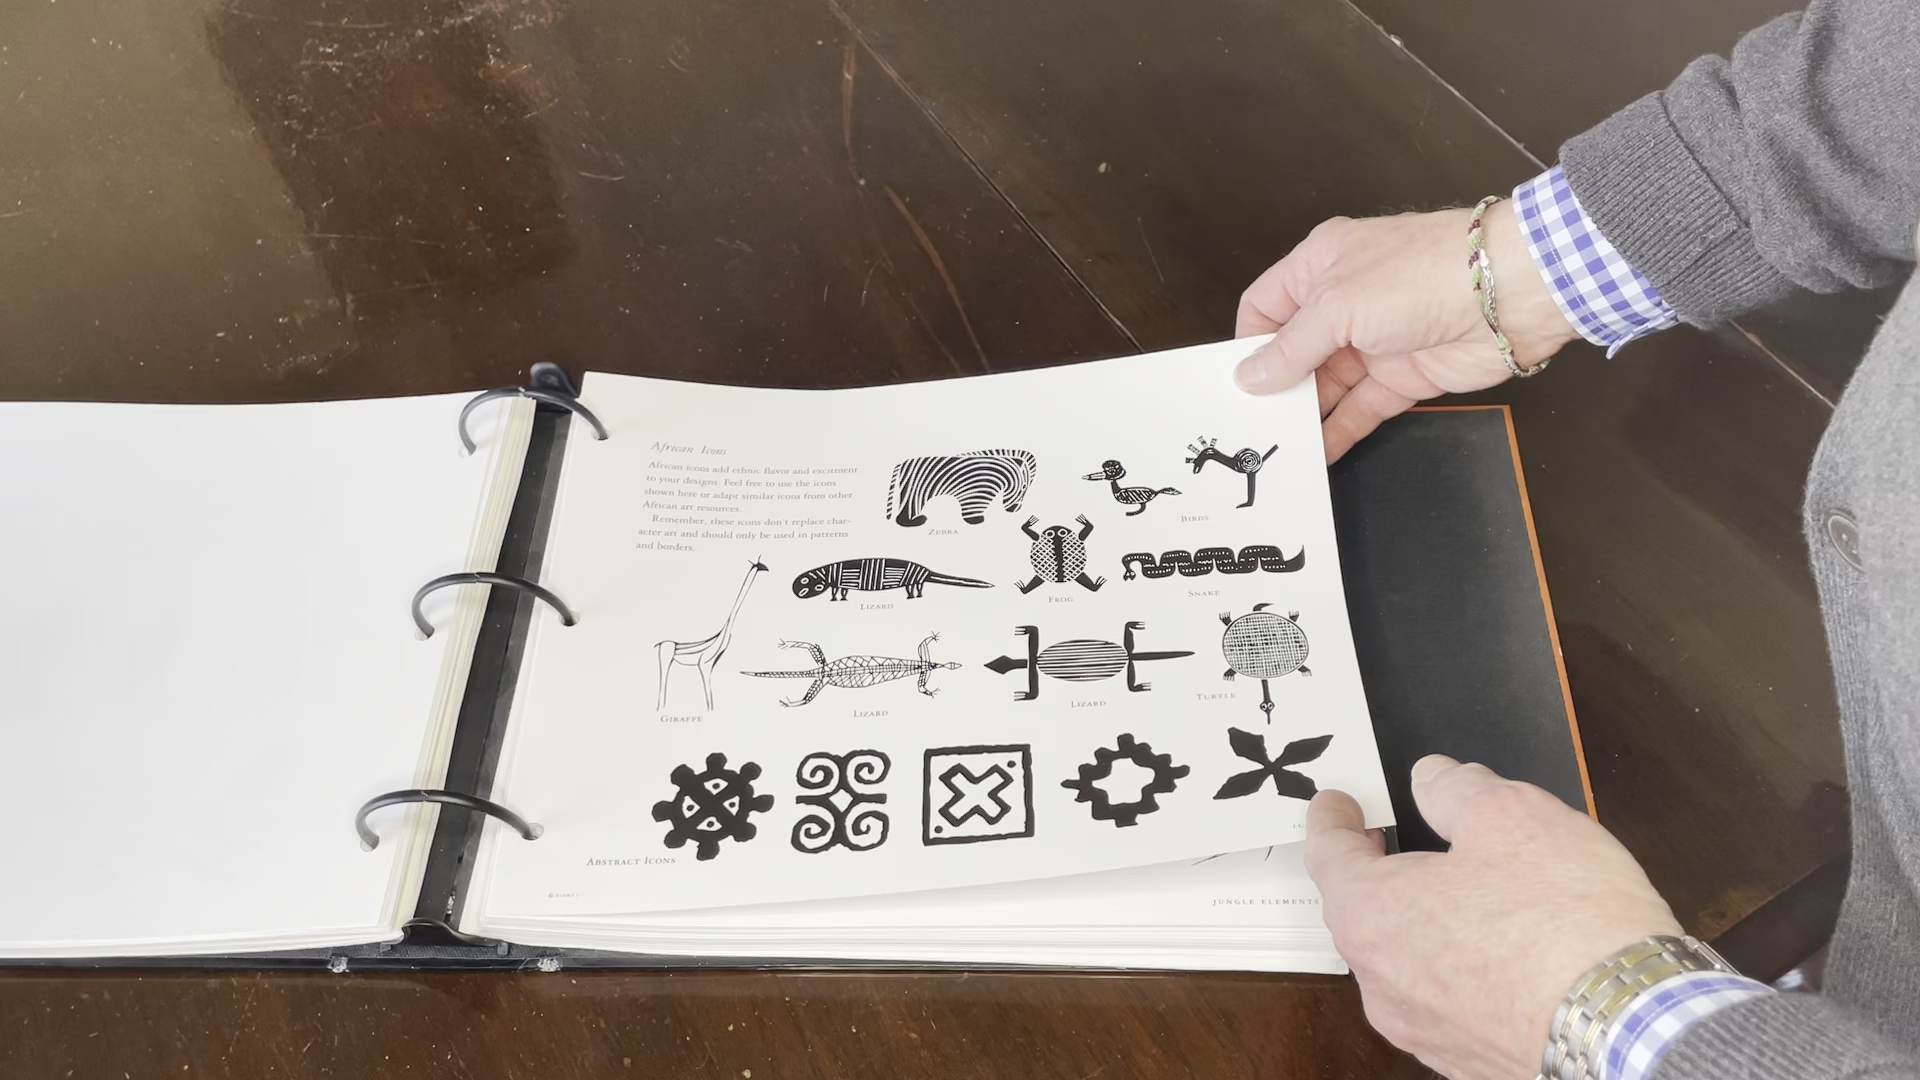 African Icons
African icons add ethnic flavor and excitement
to your designs. Feel free to use the icons
shown here or adapt similar icons from other
African art resources.
Remember, these icons don't replace char-
acter art and should only be used in patterns
and borders.
ZEBRA
BIRDS
LIZARD
FROG
SNAKE
GIRAFFE
LIZARD
LIZARD
TURTLE
ABSTRACT ICONS
JUNGLE ELEMENTS